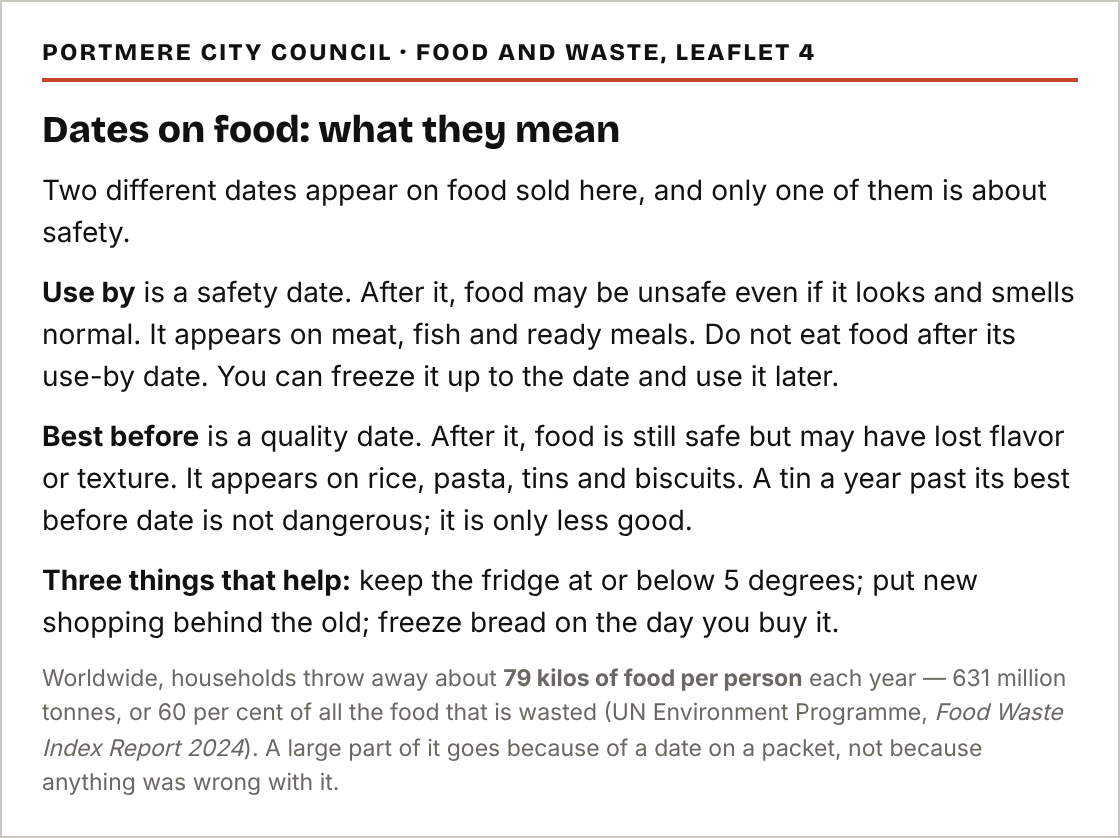 PORTMERE CITY COUNCIL · FOOD AND WASTE, LEAFLET 4
Dates on food: what they mean
Two different dates appear on food sold here, and only one of them is about
safety.
Use by is a safety date. After it, food may be unsafe even if it looks and smells
normal. It appears on meat, fish and ready meals. Do not eat food after its
use-by date. You can freeze it up to the date and use it later.
Best before is a quality date. After it, food is still safe but may have lost flavor
or texture. It appears on rice, pasta, tins and biscuits. A tin a year past its best
before date is not dangerous; it is only less good.
Three things that help: keep the fridge at or below 5 degrees; put new
shopping behind the old; freeze bread on the day you buy it.
Worldwide, households throw away about 79 kilos of food per person each year — 631 million
tonnes, or 60 per cent of all the food that is wasted (UN Environment Programme, Food Waste
Index Report 2024). A large part of it goes because of a date on a packet, not because
anything was wrong with it.